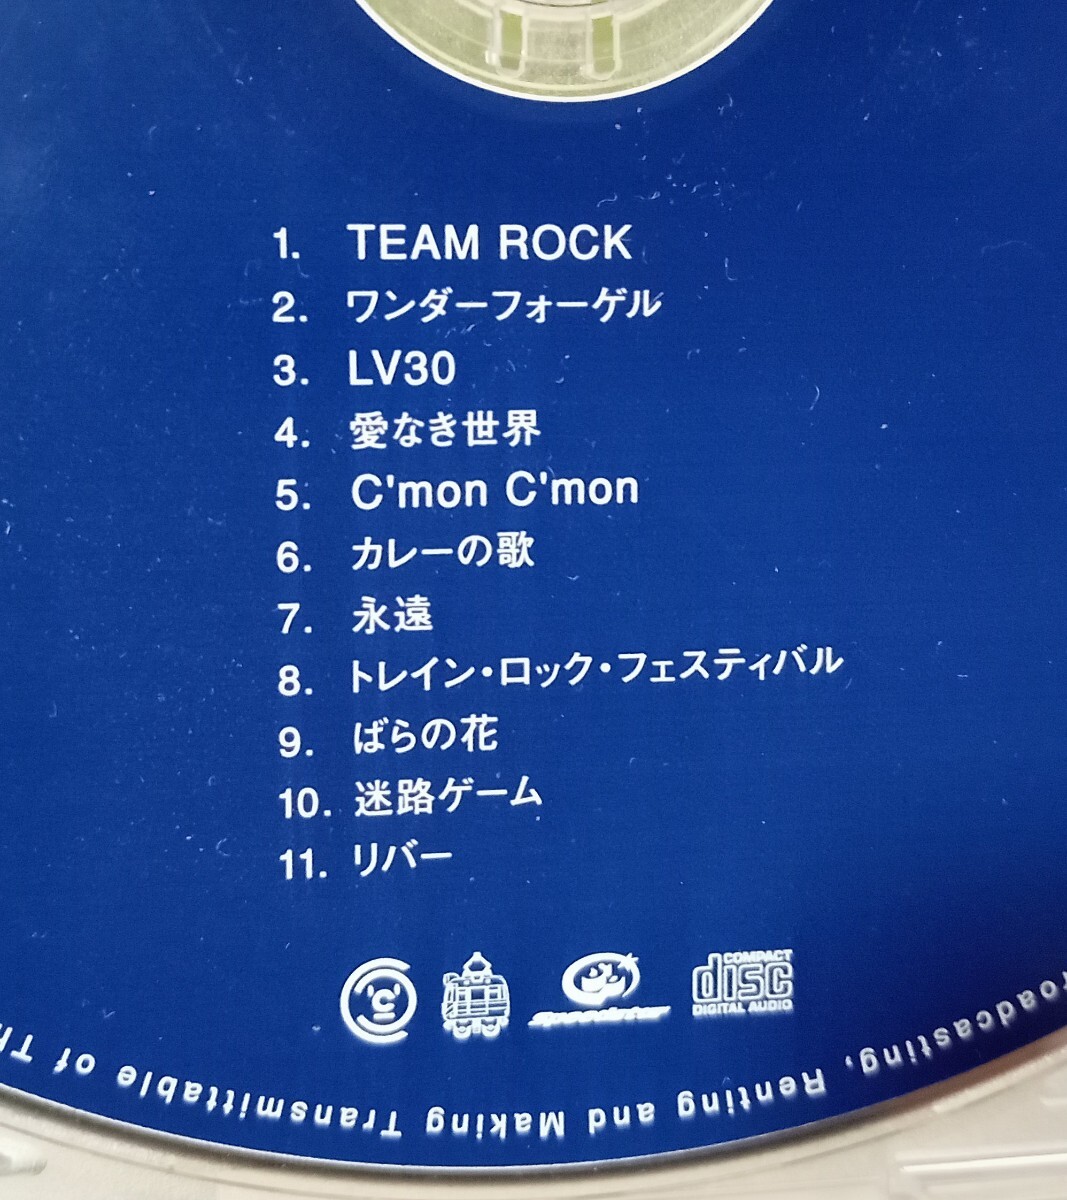 1. TEAM ROCK
2. ワンダーフォーゲル
3. LV30
4. 愛なき世界
5. C'mon C'mon
6. カレーの歌
7. 永遠
8. トレイン・ロック・フェスティバル
9. ばらの花
10. 迷路ゲーム
11. リバー
COMPACT
disc
DIGITAL AUDIO
roadcasting, Renting and Making Transmittable of Th